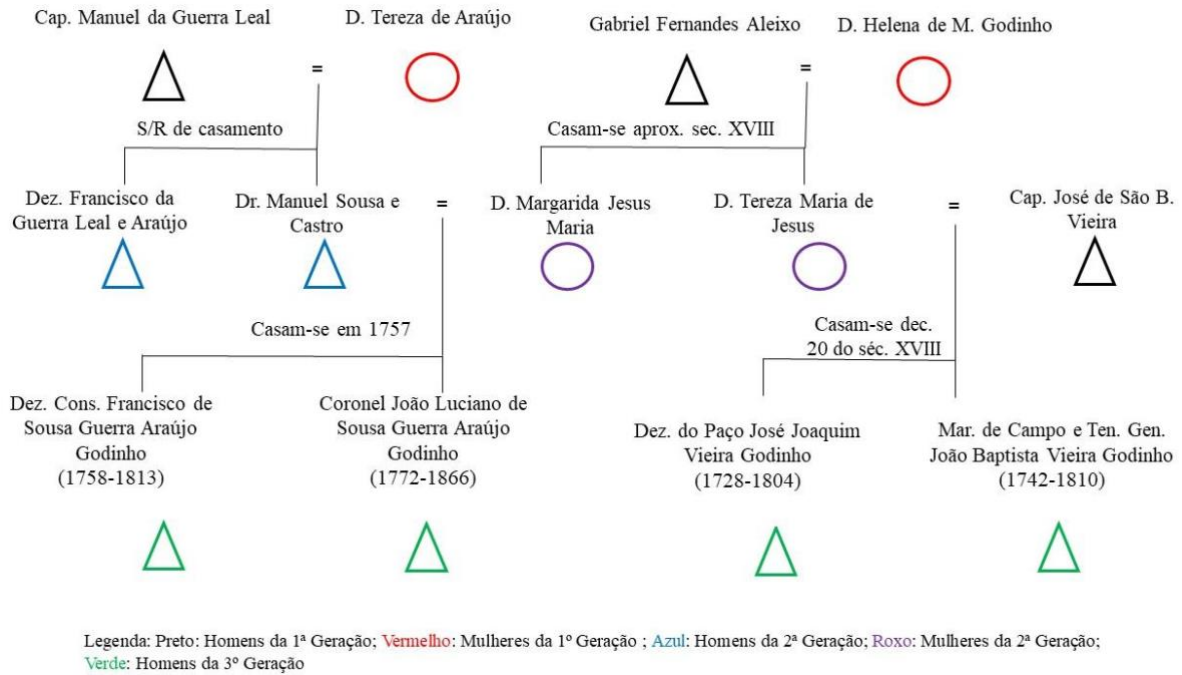 Cap. Manuel da Guerra Leal
D. Tereza de Araújo
Gabriel Fernandes Aleixo
D. Helena de M. Godinho
=
=
S/R de casamento
Casam-se aprox. sec. XVIII
Dez. Francisco da
Guerra Leal e Araújo
Dr. Manuel Sousa e
Castro
=
D. Margarida Jesus
Maria
D. Tereza Maria de
Jesus
=
Cap. José de São B.
Vieira
Casam-se em 1757
Casam-se dec.
20 do séc. XVIII
Dez. Cons. Francisco de
Sousa Guerra Araújo
Godinho
(1758-1813)
Coronel João Luciano de
Sousa Guerra Araújo
Godinho
(1772-1866)
Dez. do Paço José Joaquim
Vieira Godinho
(1728-1804)
Mar. de Campo e Ten. Gen.
João Baptista Vieira Godinho
(1742-1810)
Legenda: Preto: Homens da 1ª Geração; Vermelho: Mulheres da 1º Geração ; Azul: Homens da 2ª Geração; Roxo: Mulheres da 2ª Geração;
Verde: Homens da 3º Geração